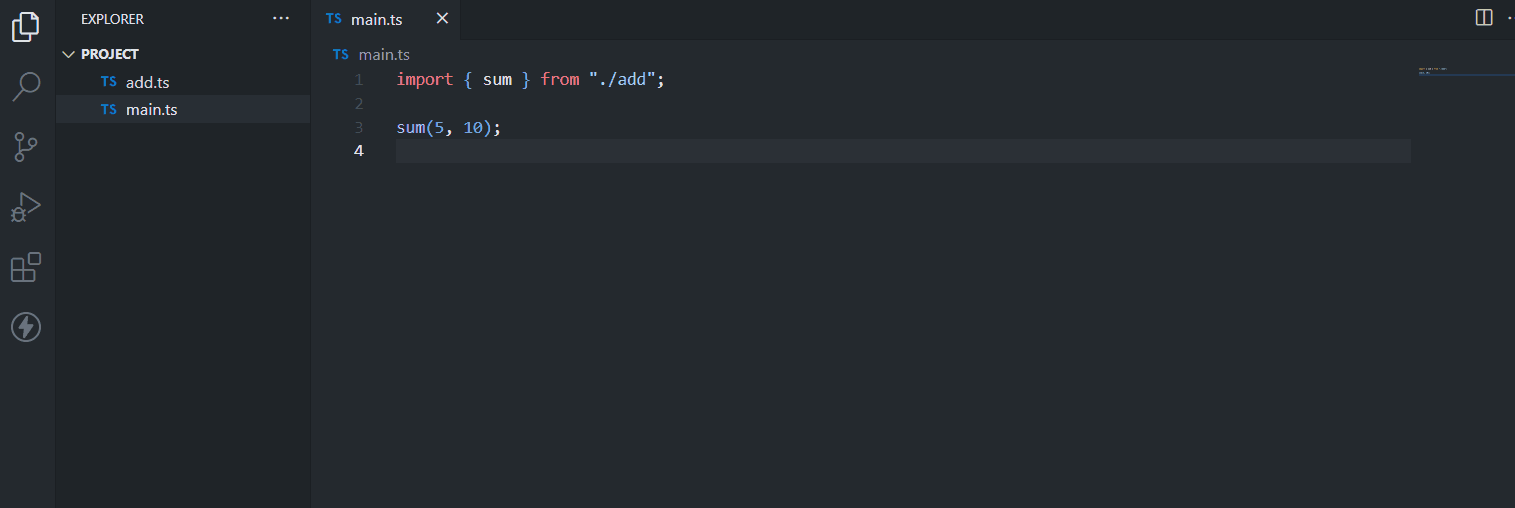 EXPLORER ...
PROJECT
TS add.ts
TS main.ts
TS main.ts ×
TS main.ts
1 import { sum } from "./add";
2
3 sum(5, 10);
4